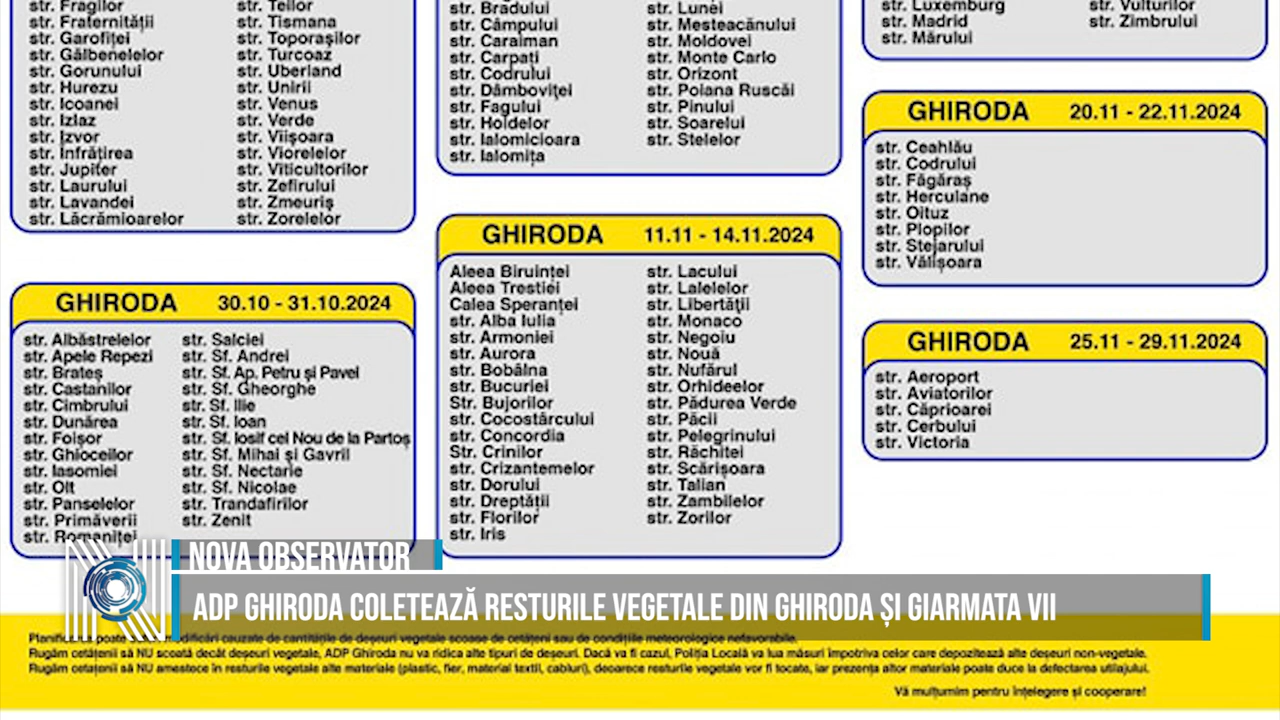 str. Fragilor
str. Fraternității
str. Garofiței
str. Gălbenelelor
str. Gorunului
str. Hurezu
str. Icoanei
str. Izlaz
str. Izvor
str. Înfrățirea
str. Jupiter
str. Laurului
str. Lavandei
str. Lăcrămioarelor
str. Teilor
str. Tismana
str. Toporașilor
str. Turcoaz
str. Uberland
str. Unirii
str. Venus
str. Verde
str. Viișoara
str. Viorelelor
str. Viticultorilor
str. Zefirului
str. Zmeuriș
str. Zorelelor
GHIRODA 30.10 - 31.10.2024
str. Albăstrelelor
str. Apele Repezi
str. Brateș
str. Castanilor
str. Cimbrului
str. Dunărea
str. Foișor
str. Ghioceilor
str. Iasomiei
str. Olt
str. Panselelor
str. Primăverii
str. Romaniței
str. Salciei
str. Sf. Andrei
str. Sf. Ap. Petru și Pavel
str. Sf. Gheorghe
str. Sf. Ilie
str. Sf. Ioan
str. Sf. Iosif cel Nou de la Partoș
str. Sf. Mihai și Gavril
str. Sf. Nectarie
str. Sf. Nicolae
str. Trandafirilor
str. Zenit
str. Bradului
str. Câmpului
str. Caraiman
str. Carpați
str. Codrului
str. Dâmboviței
str. Fagului
str. Holdelor
str. Ialomicioara
str. Ialomița
str. Lunei
str. Mesteacănului
str. Moldovei
str. Monte Carlo
str. Orizont
str. Poiana Ruscăi
str. Pinului
str. Soarelui
str. Stelelor
GHIRODA 11.11 - 14.11.2024
Aleea Biruinței
Aleea Trestiei
Calea Speranței
str. Alba Iulia
str. Armoniei
str. Aurora
str. Bobâlna
str. Bucuriei
Str. Bujorilor
str. Cocostârcului
str. Concordia
Str. Crinilor
str. Crizantemelor
str. Dorului
str. Dreptății
str. Florilor
str. Iris
str. Lacului
str. Lalelelor
str. Libertăţii
str. Monaco
str. Negoiu
str. Nouă
str. Nufărul
str. Orhideelor
str. Pădurea Verde
str. Păcii
str. Pelegrinului
str. Răchitei
str. Scărișoara
str. Talian
str. Zambilelor
str. Zorilor
str. Luxemburg
str. Madrid
str. Mărului
str. Vulturilor
str. Zimbrului
GHIRODA 20.11 - 22.11.2024
str. Ceahlău
str. Codrului
str. Făgăraș
str. Herculane
str. Oituz
str. Plopilor
str. Stejarului
str. Vălișoara
GHIRODA 25.11 - 29.11.2024
str. Aeroport
str. Aviatorilor
str. Căprioarei
str. Cerbului
str. Victoria
NOVA OBSERVATOR
ADP GHIRODA COLETEAZĂ RESTURILE VEGETALE DIN GHIRODA ȘI GIARMATA VII
poate modificări cauzate de cantitățile de deșeuri vegetale scoase de cetățeni sau de condițiile meteorologice nefavorabile.
Rugăm cetățenii să NU scoată decât deșeuri vegetale, ADP Ghiroda nu va ridica alte tipuri de deșeuri. Dacă va fi cazul, Poliția Locală va lua măsuri împotriva celor care depozitează alte deșeuri non-vegetale.
Rugăm cetațenii să NU amestece în resturile vegetale alte materiale (plastic, fier, material textil, cabluri), deoarece resturile vegetale vor fi tocate, iar prezența altor materiale poate duce la defectarea utilajului.
Vă mulțumim pentru înțelegere și cooperare!